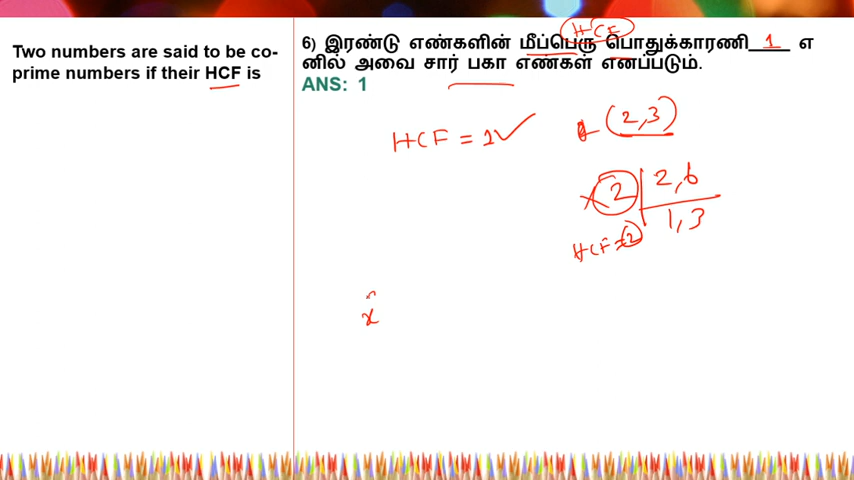 Two numbers are said to be co-
prime numbers if their HCF is
HCF
6) இரண்டு எண்களின் மீப்பெரு பொதுக்காரணி 1 எ
னில் அவை சார் பகா எண்கள் எனப்படும்.
ANS: 1
HCF = 1 ✓
(2,3)
× 2 | 2, 6
1, 3
HCF = 2
x